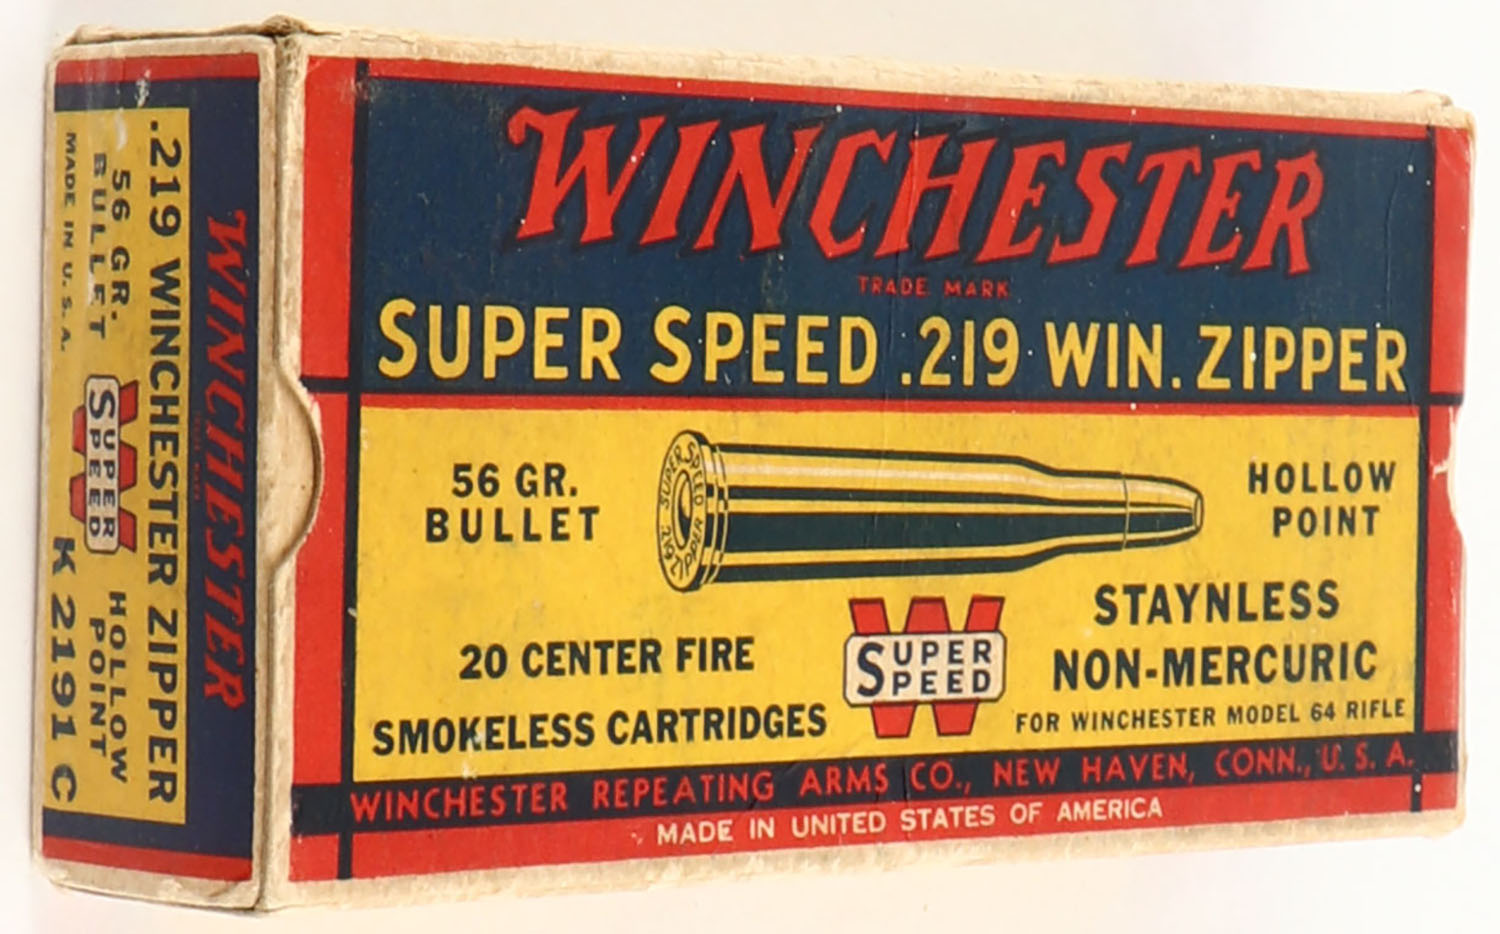 WINCHESTER
TRADE MARK
SUPER SPEED .219 WIN. ZIPPER
56 GR.
BULLET
SUPER SPEED
219 ZIPPER
HOLLOW
POINT
20 CENTER FIRE
SMOKELESS CARTRIDGES
W
SUPER
SPEED
STAYNLESS
NON-MERCURIC
FOR WINCHESTER MODEL 64 RIFLE
WINCHESTER REPEATING ARMS CO., NEW HAVEN, CONN., U. S. A.
MADE IN UNITED STATES OF AMERICA
WINCHESTER
TRADE MARK
.219 WINCHESTER ZIPPER
56 GR.
BULLET
W
SUPER
SPEED
HOLLOW
POINT
MADE IN U. S. A.
K 2191 C